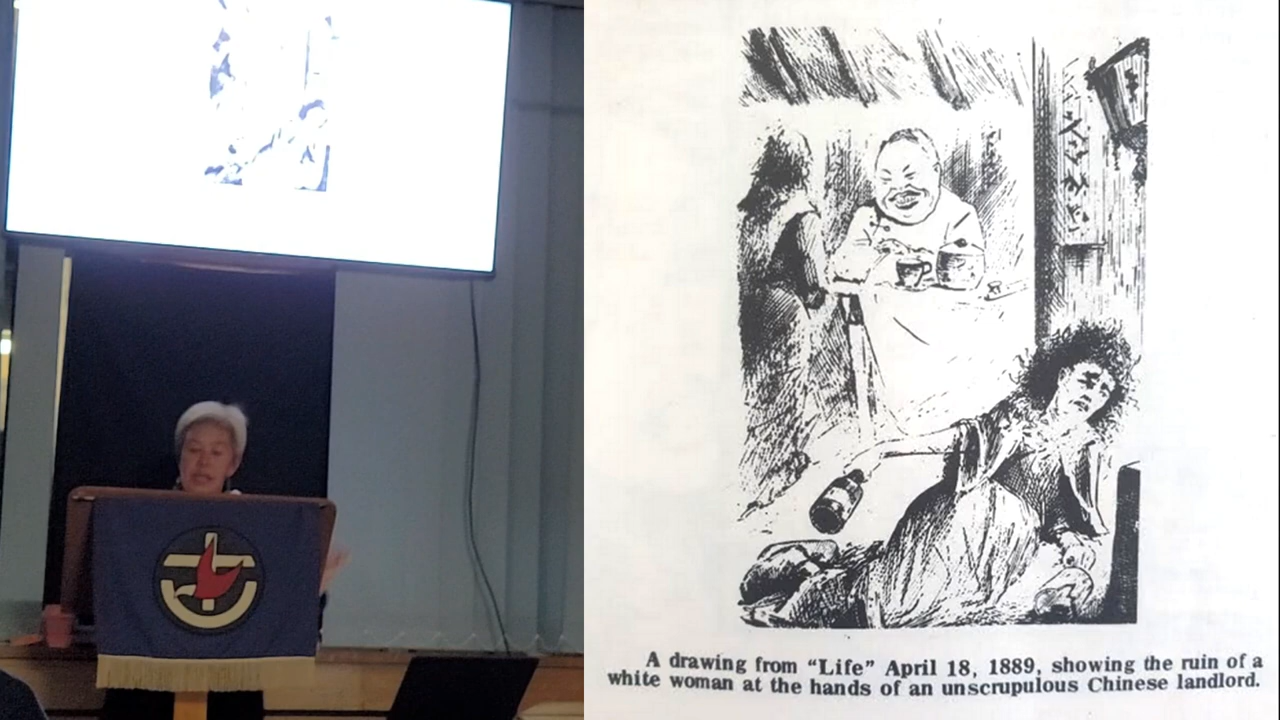 A drawing from "Life" April 18, 1889, showing the ruin of a
white woman at the hands of an unscrupulous Chinese landlord.